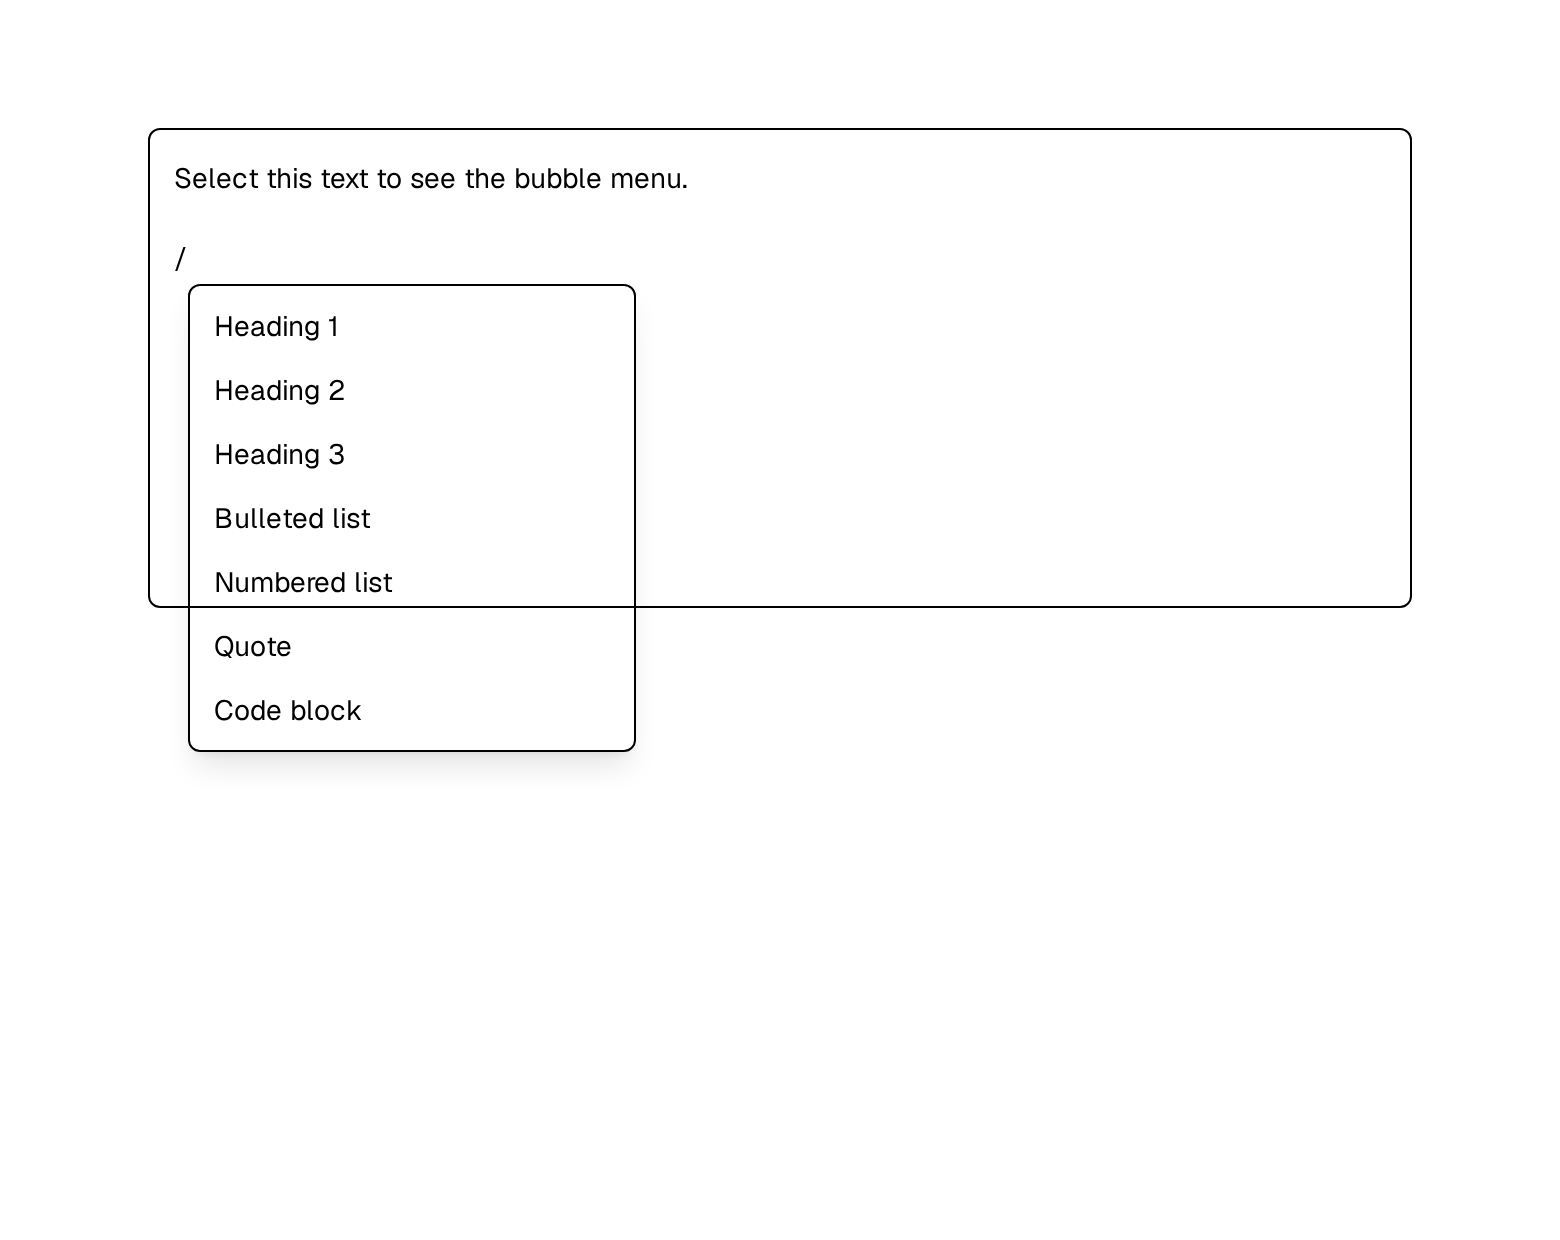 Select this text to see the bubble menu.
/
Heading 1
Heading 2
Heading 3
Bulleted list
Numbered list
Quote
Code block